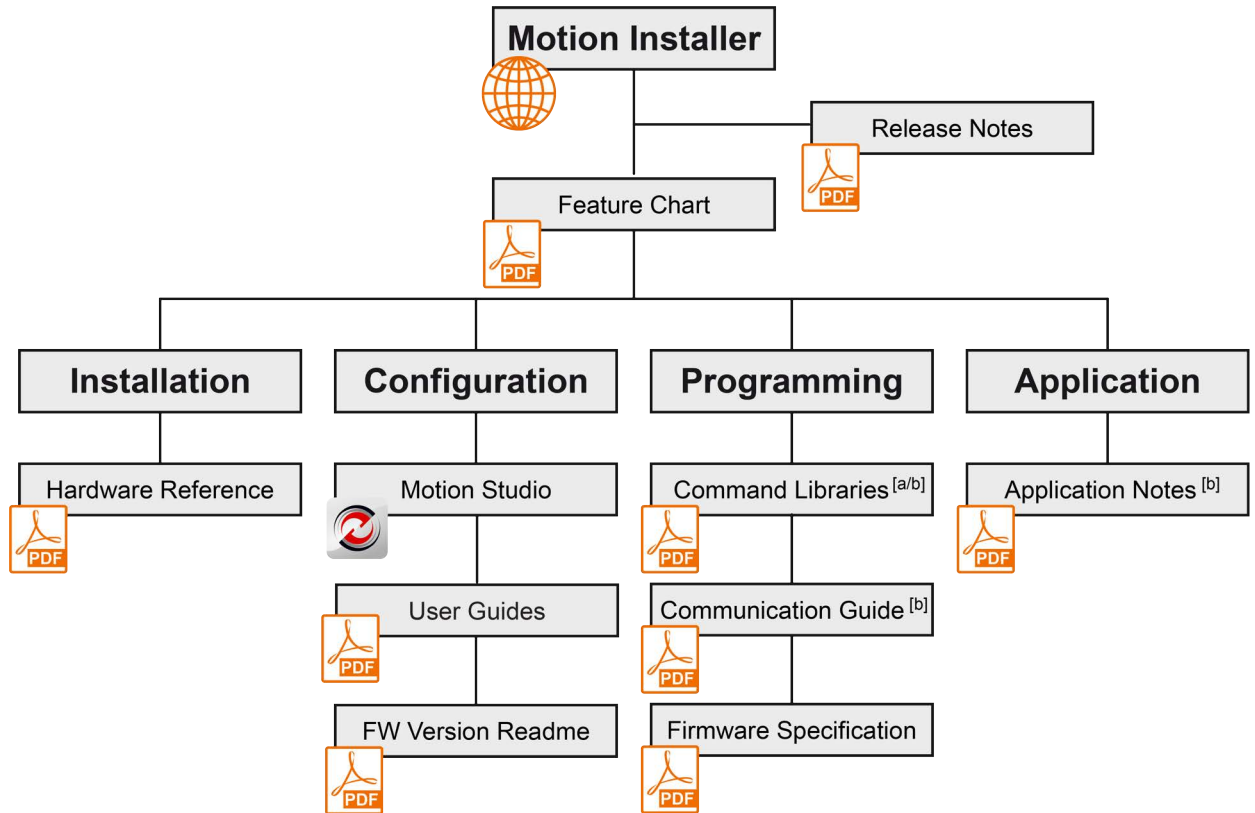 Motion Installer
Release Notes
PDF
Feature Chart
PDF
Installation
Configuration
Programming
Application
Hardware Reference
PDF
Motion Studio
Command Libraries [a/b]
PDF
Application Notes [b]
PDF
User Guides
PDF
Communication Guide [b]
PDF
FW Version Readme
PDF
Firmware Specification
PDF